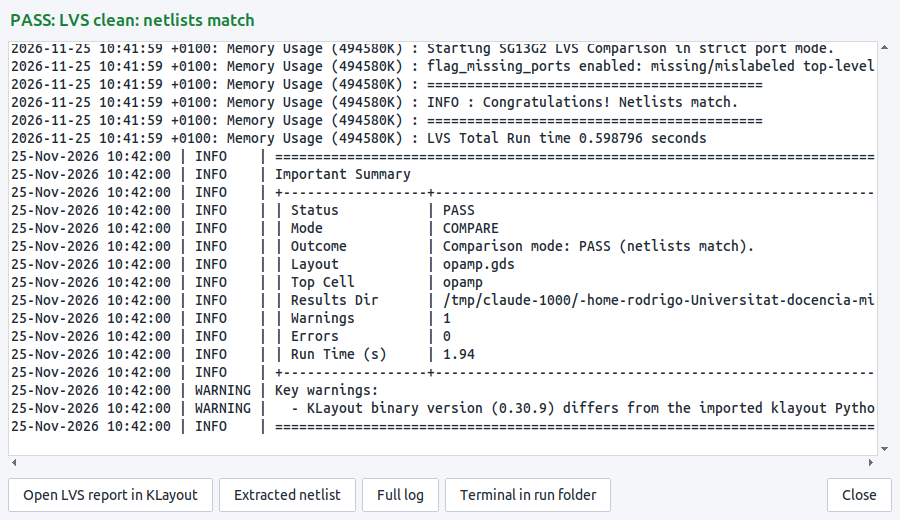 PASS: LVS clean: netlists match
2026-11-25 10:41:59 +0100: Memory Usage (494580K) : Starting SG13G2 LVS Comparison in strict port mode.
2026-11-25 10:41:59 +0100: Memory Usage (494580K) : flag_missing_ports enabled: missing/mislabeled top-level
2026-11-25 10:41:59 +0100: Memory Usage (494580K) : ==========================================
2026-11-25 10:41:59 +0100: Memory Usage (494580K) : INFO : Congratulations! Netlists match.
2026-11-25 10:41:59 +0100: Memory Usage (494580K) : ==========================================
2026-11-25 10:41:59 +0100: Memory Usage (494580K) : LVS Total Run time 0.598796 seconds
25-Nov-2026 10:42:00 | INFO    | ===========================================================================
25-Nov-2026 10:42:00 | INFO    | Important Summary
25-Nov-2026 10:42:00 | INFO    | +------------------+-------------------------------------------------------
25-Nov-2026 10:42:00 | INFO    | | Status           | PASS
25-Nov-2026 10:42:00 | INFO    | | Mode             | COMPARE
25-Nov-2026 10:42:00 | INFO    | | Outcome          | Comparison mode: PASS (netlists match).
25-Nov-2026 10:42:00 | INFO    | | Layout           | opamp.gds
25-Nov-2026 10:42:00 | INFO    | | Top Cell         | opamp
25-Nov-2026 10:42:00 | INFO    | | Results Dir      | /tmp/claude-1000/-home-rodrigo-Universitat-docencia-mi
25-Nov-2026 10:42:00 | INFO    | | Warnings         | 1
25-Nov-2026 10:42:00 | INFO    | | Errors           | 0
25-Nov-2026 10:42:00 | INFO    | | Run Time (s)     | 1.94
25-Nov-2026 10:42:00 | INFO    | +------------------+-------------------------------------------------------
25-Nov-2026 10:42:00 | WARNING | Key warnings:
25-Nov-2026 10:42:00 | WARNING |   - KLayout binary version (0.30.9) differs from the imported klayout Pytho
25-Nov-2026 10:42:00 | INFO    | ===========================================================================
Open LVS report in KLayout
Extracted netlist
Full log
Terminal in run folder
Close